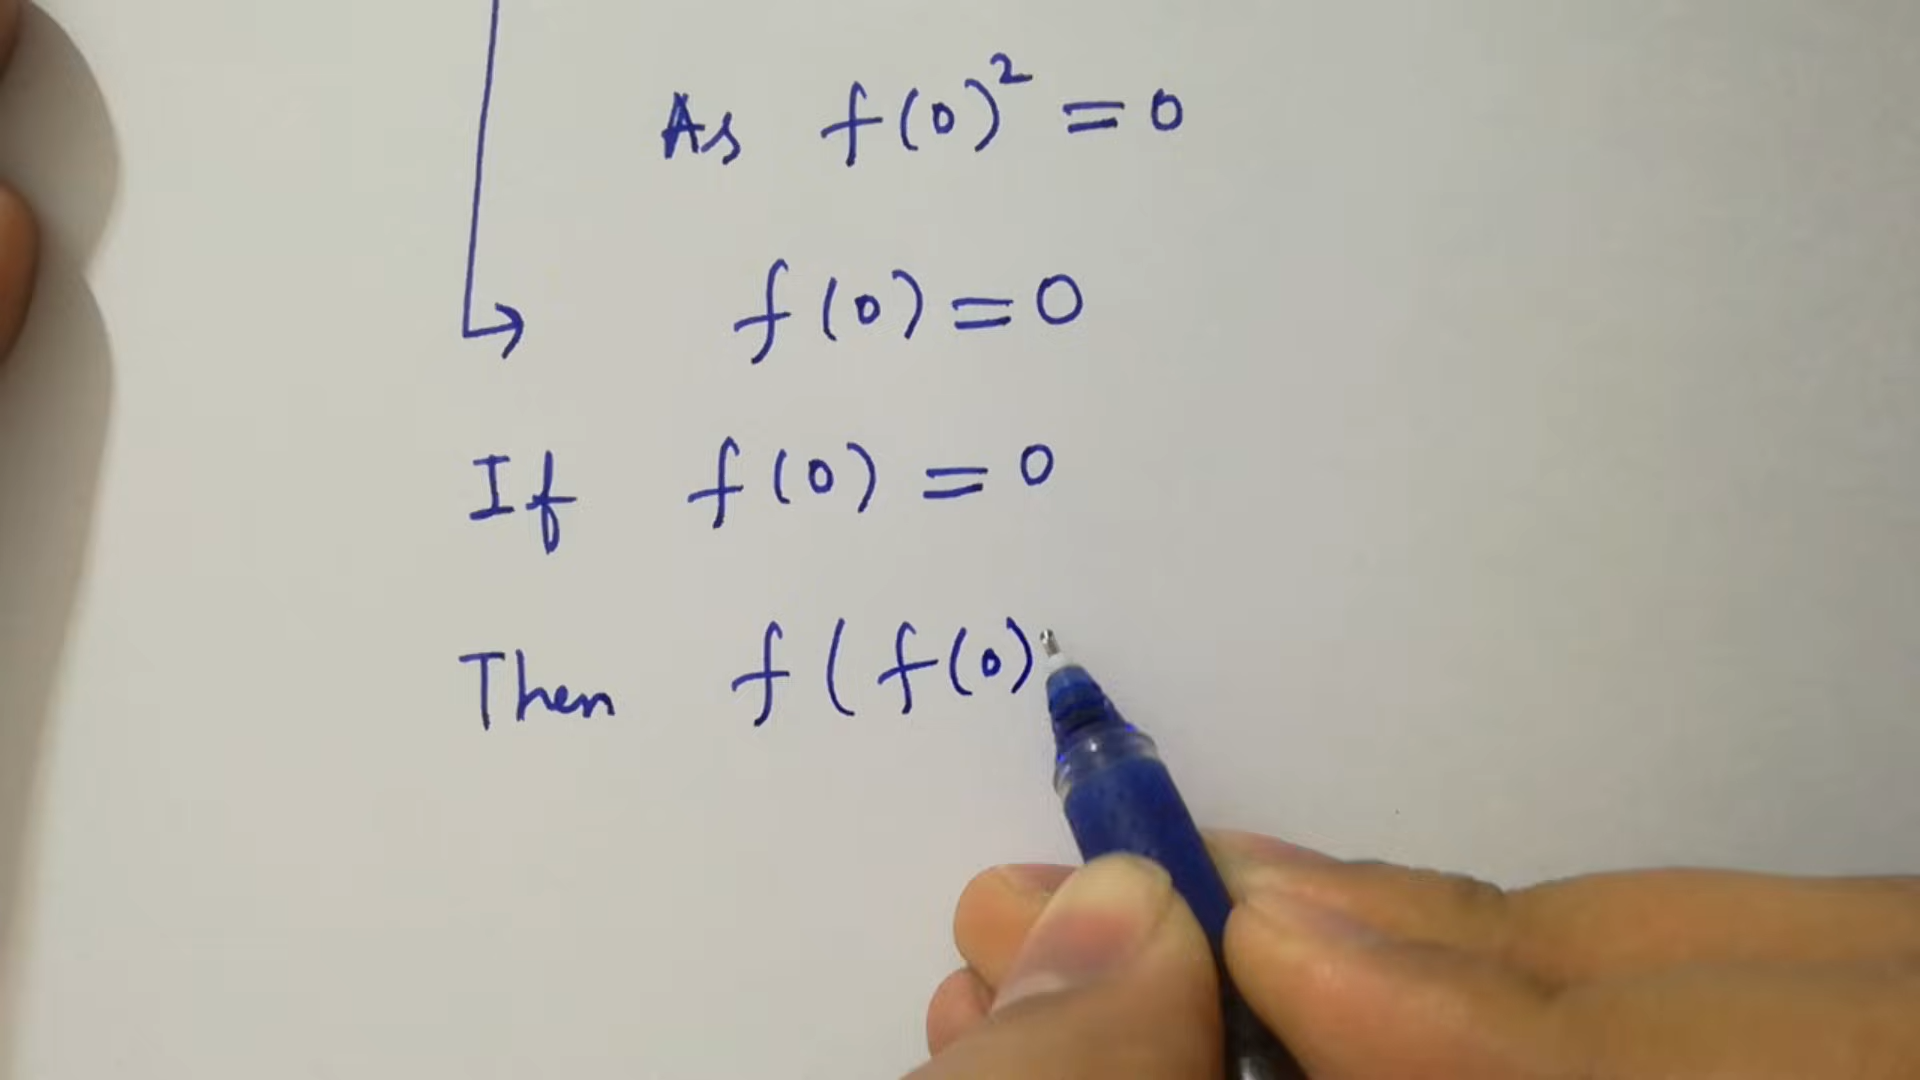 As f(0)² = 0
f(0) = 0
If f(0) = 0
Then f(f(0)